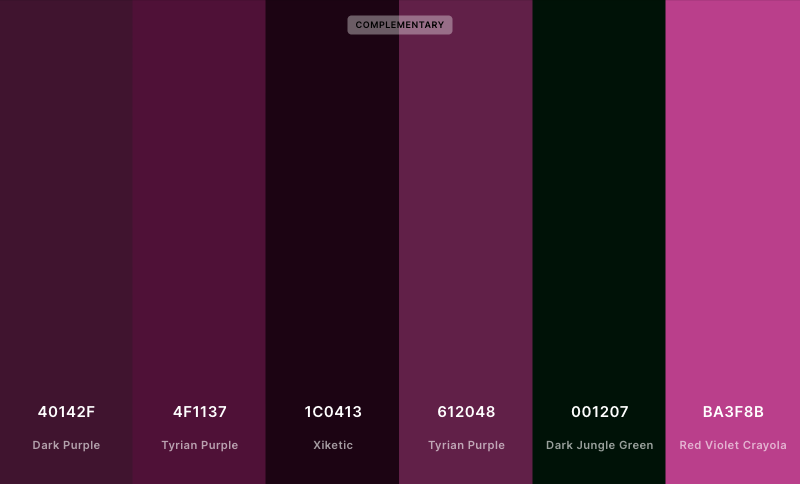 COMPLEMENTARY
40142F
4F1137
1C0413
612048
001207
BA3F8B
Dark Purple
Tyrian Purple
Xiketic
Tyrian Purple
Dark Jungle Green
Red Violet Crayola